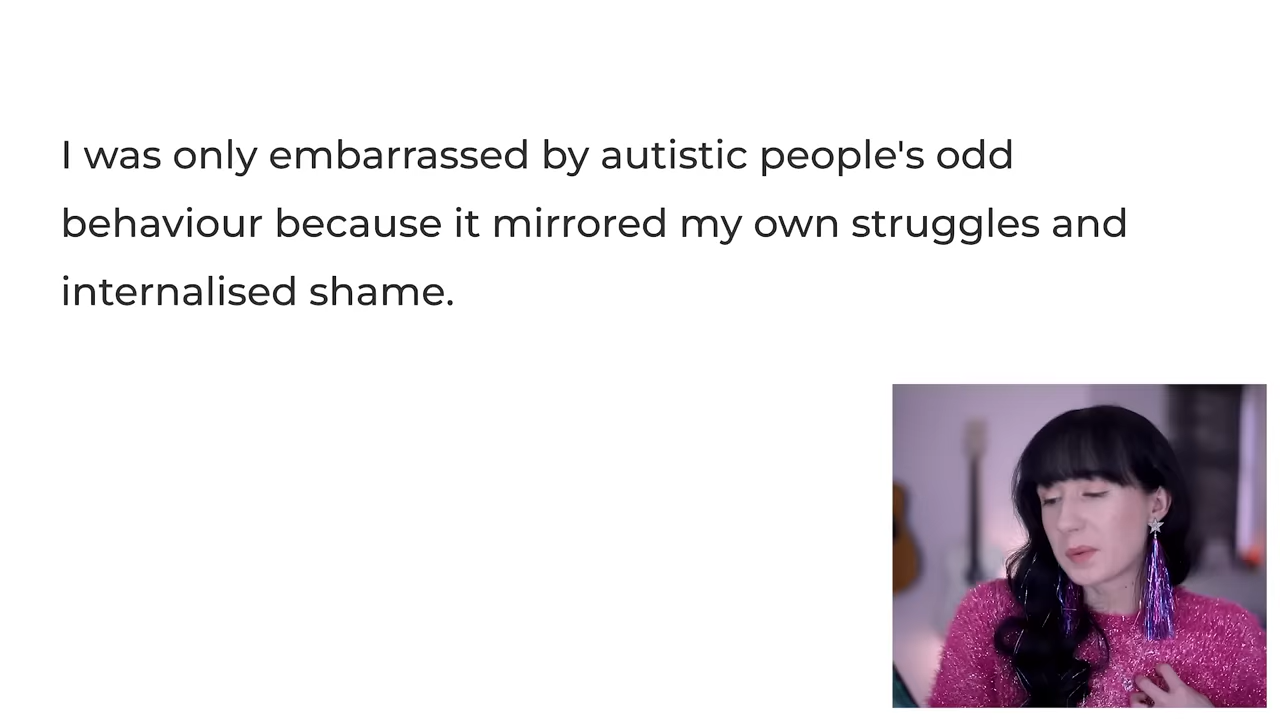 I was only embarrassed by autistic people's odd
behaviour because it mirrored my own struggles and
internalised shame.